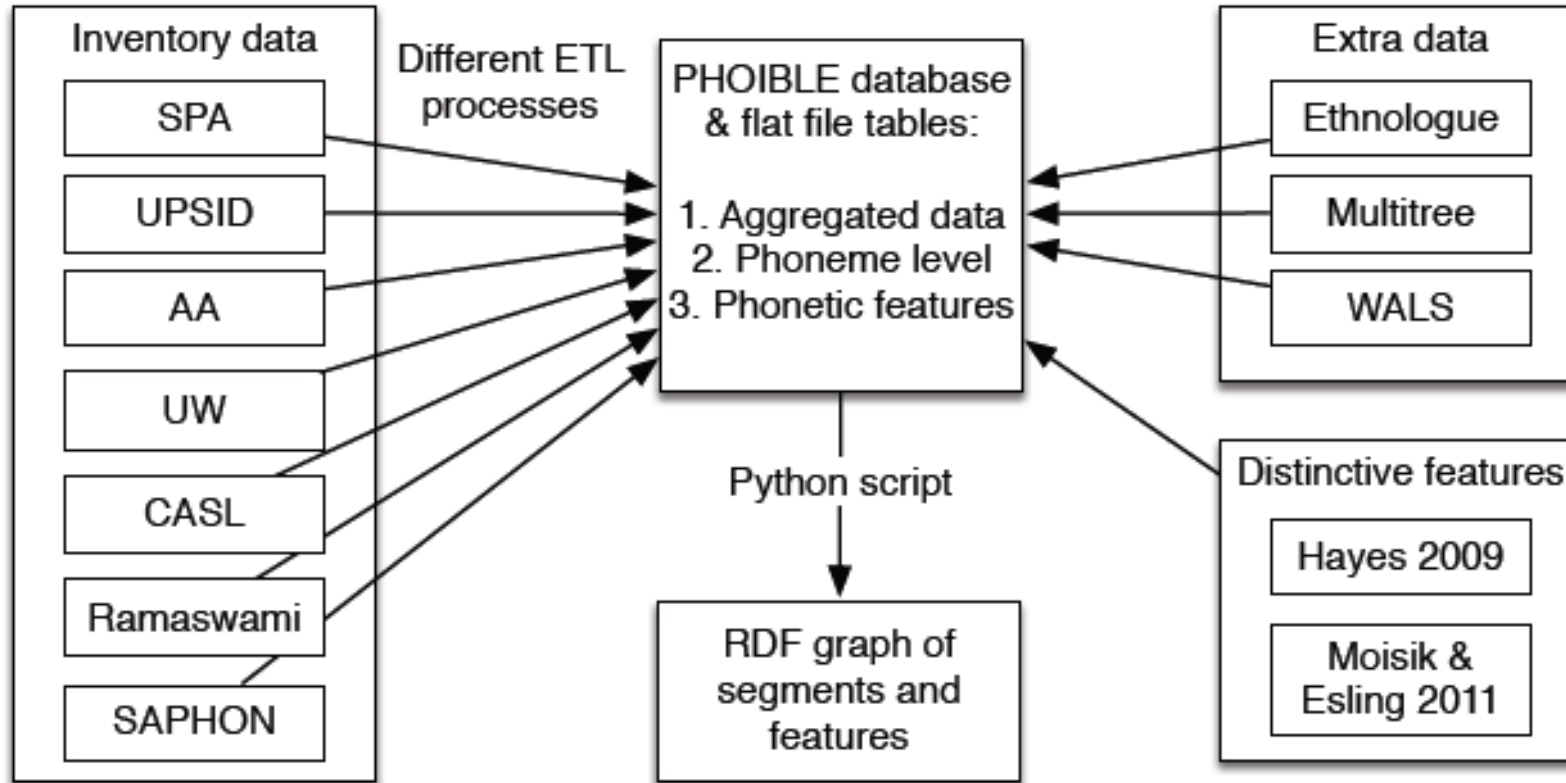 Inventory data
SPA
UPSID
AA
UW
CASL
Ramaswami
SAPHON
Different ETL
processes
PHOIBLE database
& flat file tables:
1. Aggregated data
2. Phoneme level
3. Phonetic features
Python script
RDF graph of
segments and
features
Extra data
Ethnologue
Multitree
WALS
Distinctive features
Hayes 2009
Moisik &
Esling 2011